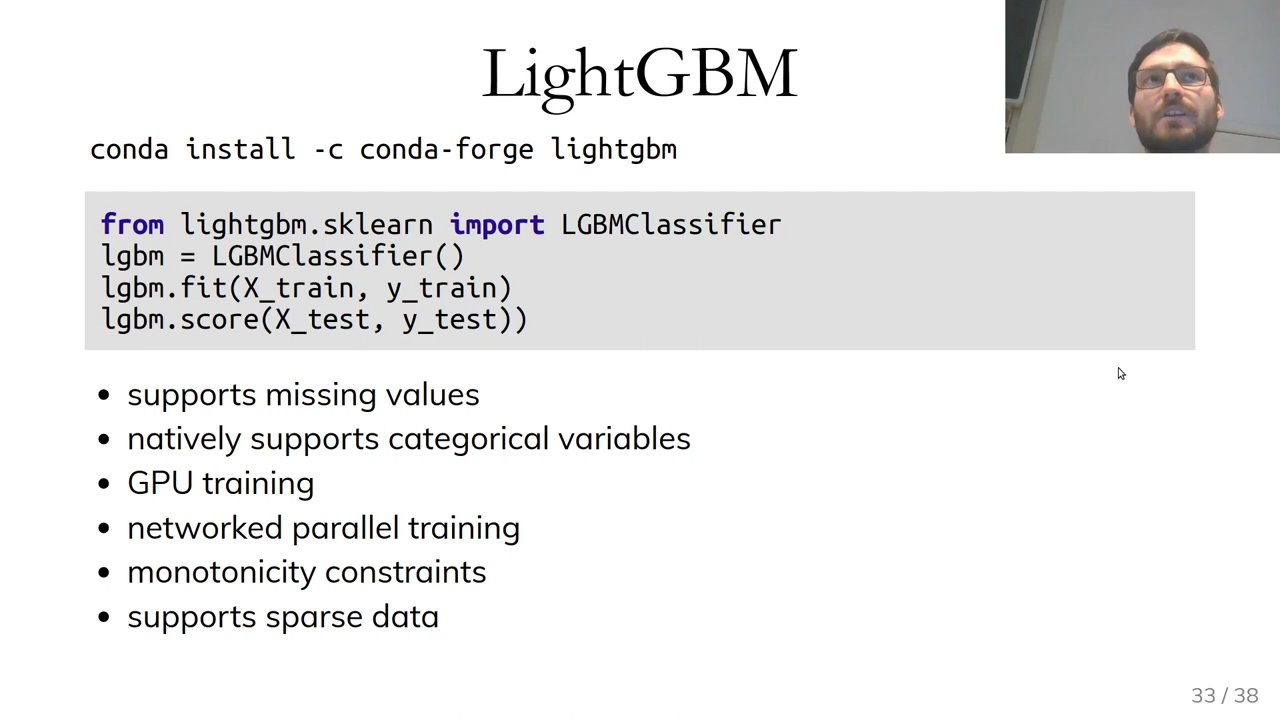 LightGBM
conda install -c conda-forge lightgbm
from lightgbm.sklearn import LGBMClassifier
lgbm = LGBMClassifier()
lgbm.fit(X_train, y_train)
lgbm.score(X_test, y_test))
• supports missing values
• natively supports categorical variables
• GPU training
• networked parallel training
• monotonicity constraints
• supports sparse data
33 / 38